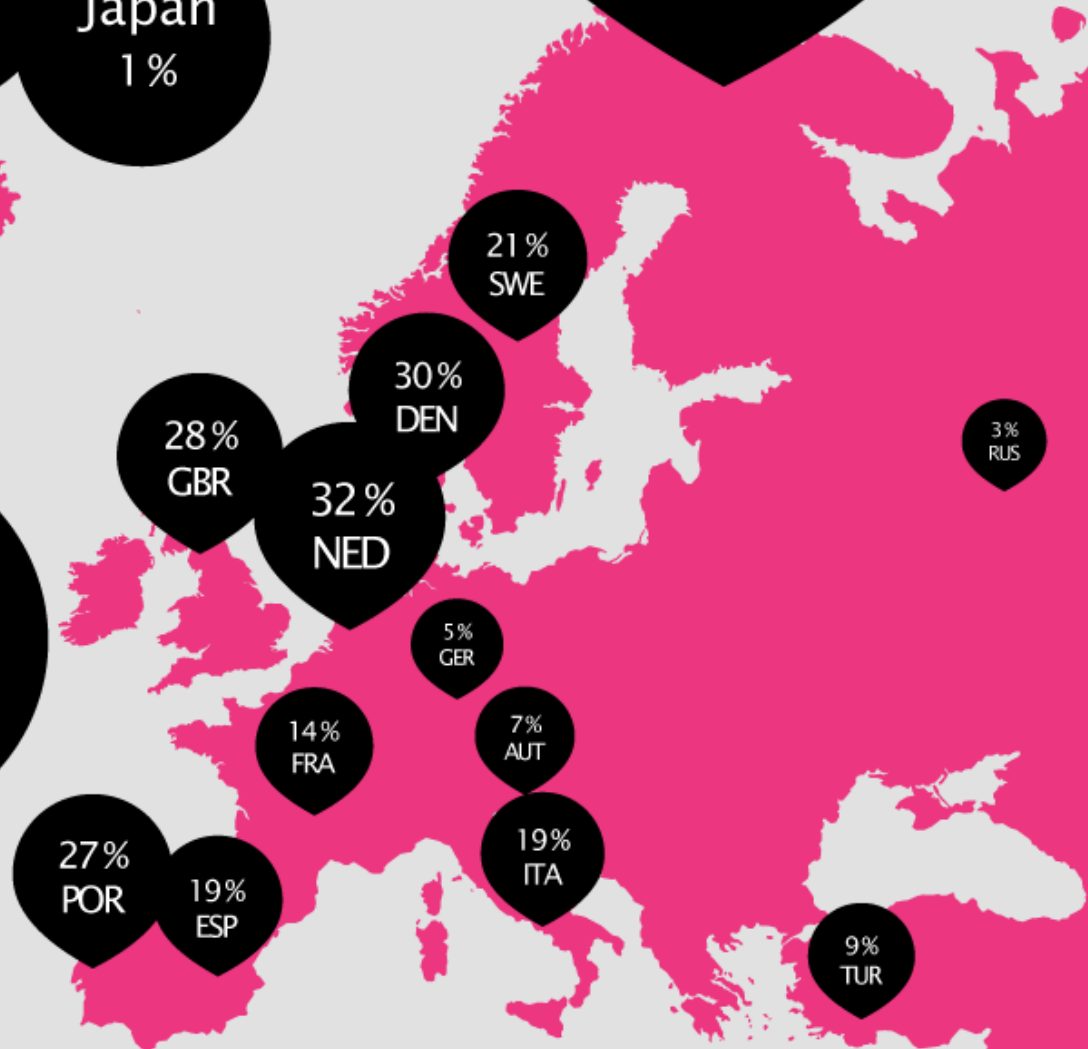 Japan
1%
21%
SWE
30%
DEN
28%
GBR
32%
NED
3%
RUS
5%
GER
14%
FRA
7%
AUT
19%
ITA
27%
POR
19%
ESP
9%
TUR